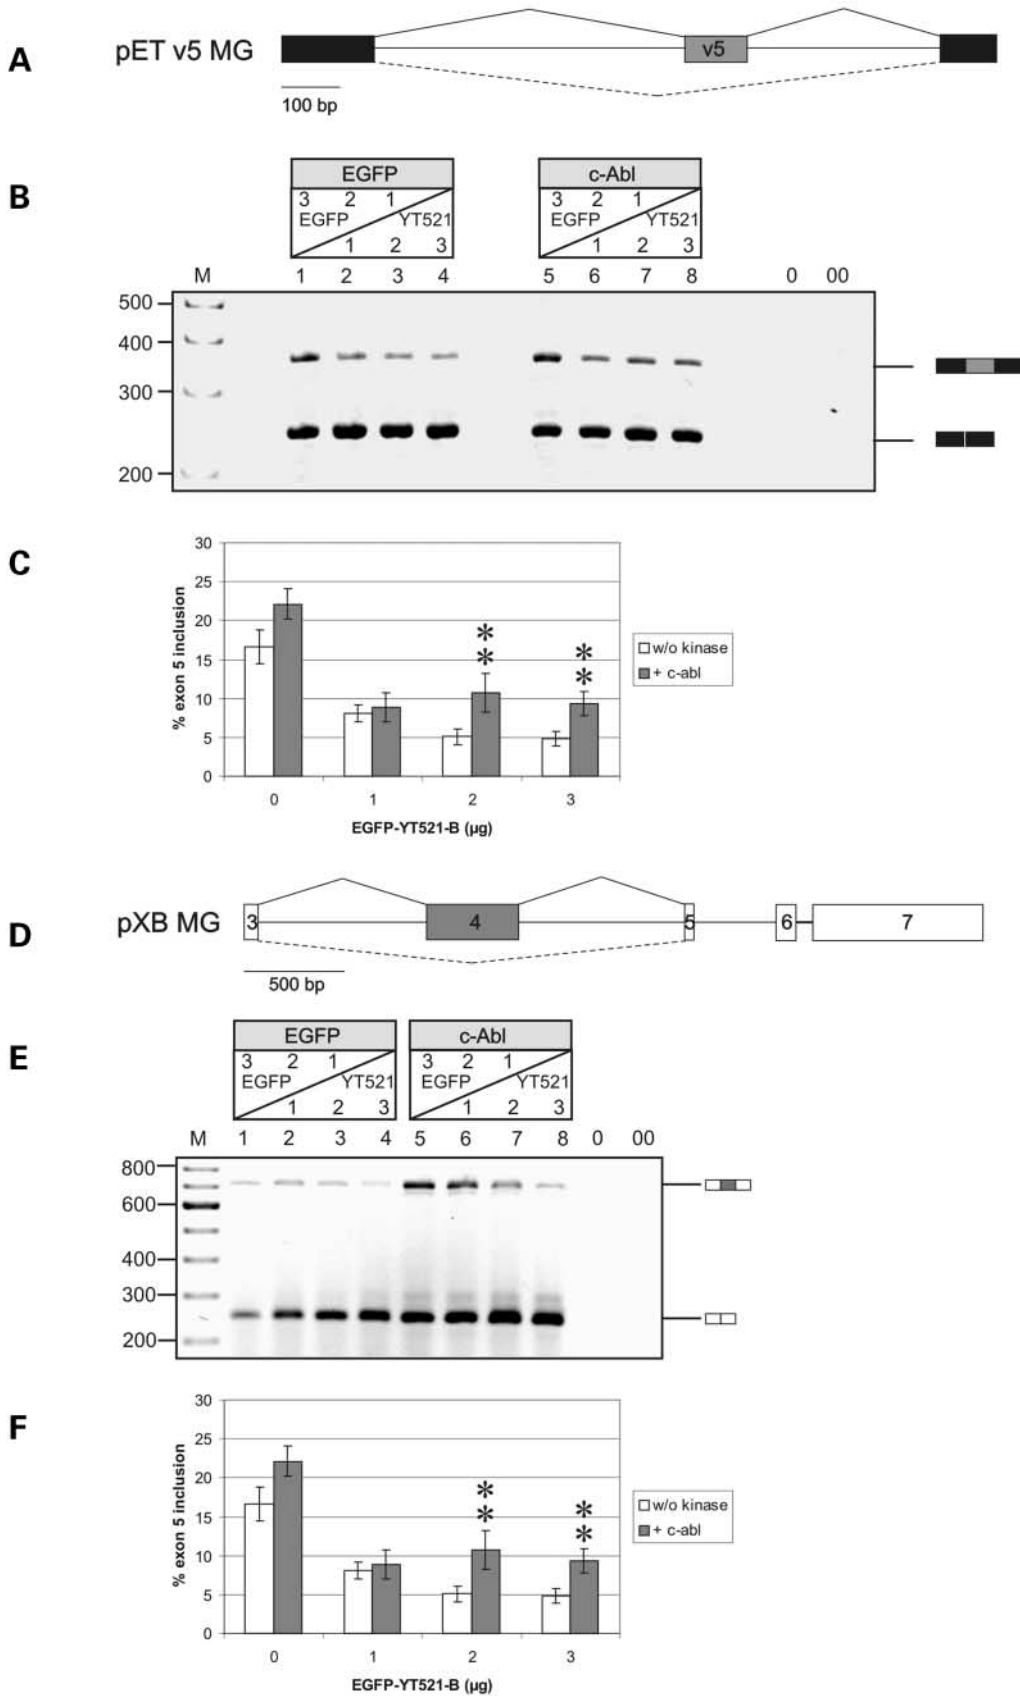 A
pET v5 MG
v5
100 bp
B
EGFP
c-Abl
3 2 1
3 2 1
EGFP YT521
EGFP YT521
1 2 3
1 2 3
M 1 2 3 4 5 6 7 8 0 00
500
400
300
200
C
30
25
20
15
10
5
0
% exon 5 inclusion
**
**
w/o kinase
+ c-abl
0 1 2 3
EGFP-YT521-B (µg)
D
pXB MG
3 4 5 6 7
500 bp
E
EGFP
c-Abl
3 2 1
3 2 1
EGFP YT521
EGFP YT521
1 2 3
1 2 3
M 1 2 3 4 5 6 7 8 0 00
800
600
400
300
200
F
30
25
20
15
10
5
0
% exon 5 inclusion
**
**
w/o kinase
+ c-abl
0 1 2 3
EGFP-YT521-B (µg)